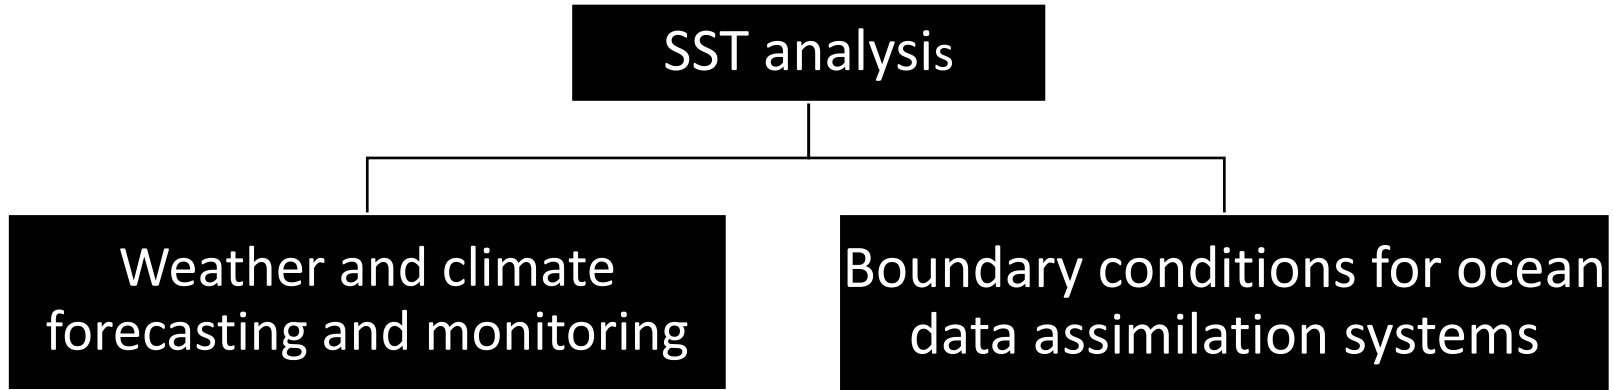 SST analysis
Weather and climate
forecasting and monitoring
Boundary conditions for ocean
data assimilation systems